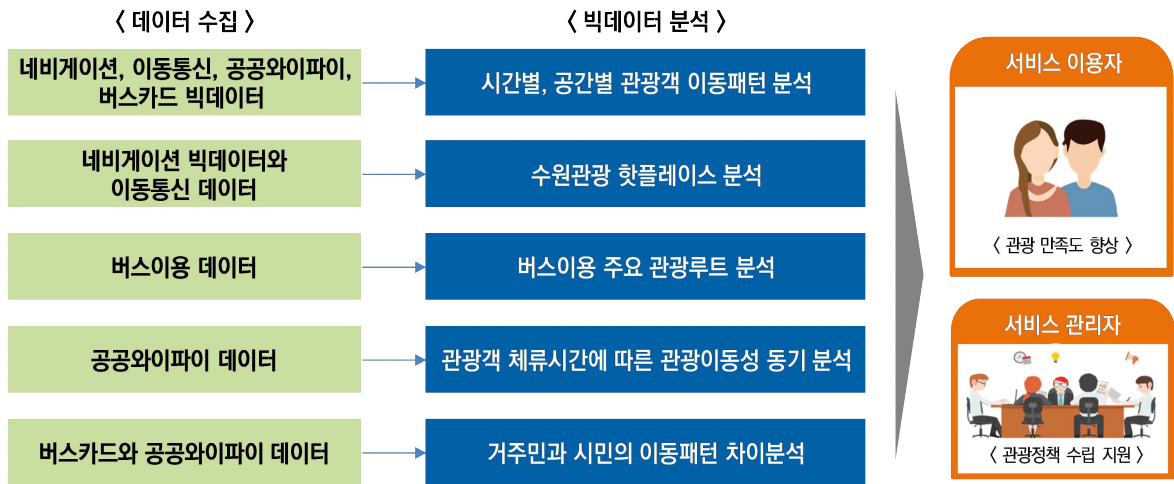 〈 데이터 수집 〉
〈 빅데이터 분석 〉
네비게이션, 이동통신, 공공와이파이,
버스카드 빅데이터
시간별, 공간별 관광객 이동패턴 분석
네비게이션 빅데이터와
이동통신 데이터
수원관광 핫플레이스 분석
버스이용 데이터
버스이용 주요 관광루트 분석
공공와이파이 데이터
관광객 체류시간에 따른 관광이동성 동기 분석
버스카드와 공공와이파이 데이터
거주민과 시민의 이동패턴 차이분석
서비스 이용자
〈 관광 만족도 향상 〉
서비스 관리자
〈 관광정책 수립 지원 〉